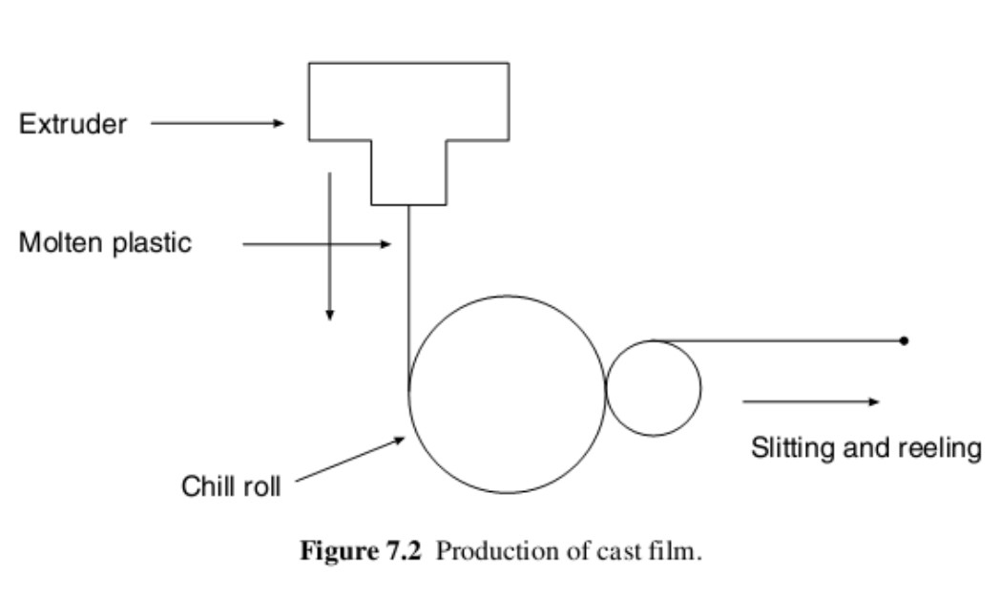 Extruder
Molten plastic
Chill roll
Slitting and reeling
Figure 7.2 Production of cast film.